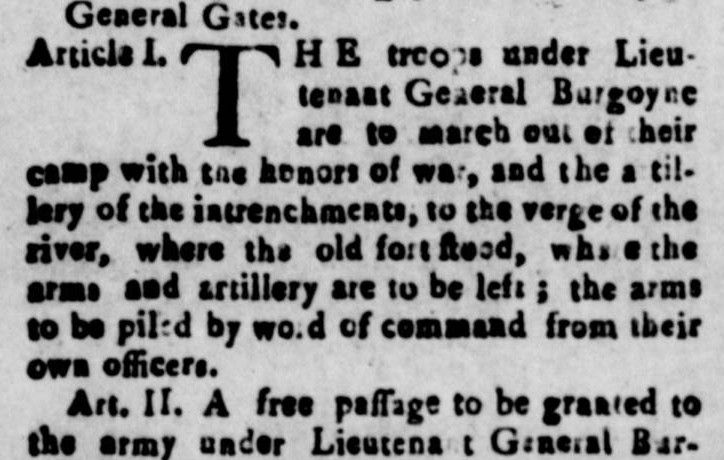 General Gates.
Article I. THE troops under Lieu-
tenant General Burgoyne
are to march out of their
camp with the honors of war, and the artil-
lery of the intrenchments, to the verge of the
river, where the old fort ſtood, where the
arms and artillery are to be left ; the arms
to be piled by word of command from their
own officers.
Art. II. A free paſſage to be granted to
the army under Lieutenant General Bur-